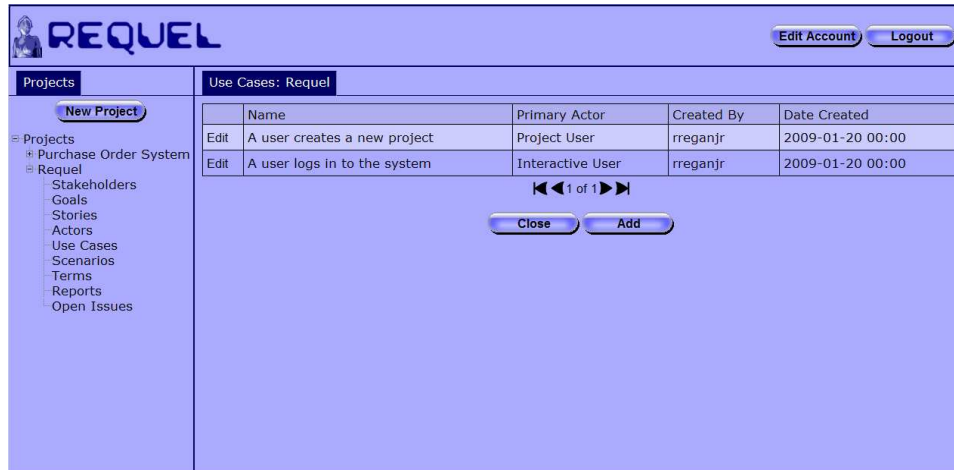 REQUEL
Edit Account Logout
Projects
New Project
Projects
Purchase Order System
Requel
Stakeholders
Goals
Stories
Actors
Use Cases
Scenarios
Terms
Reports
Open Issues
Use Cases: Requel
Name Primary Actor Created By Date Created
Edit A user creates a new project Project User rreganjr 2009-01-20 00:00
Edit A user logs in to the system Interactive User rreganjr 2009-01-20 00:00
1 of 1
Close Add